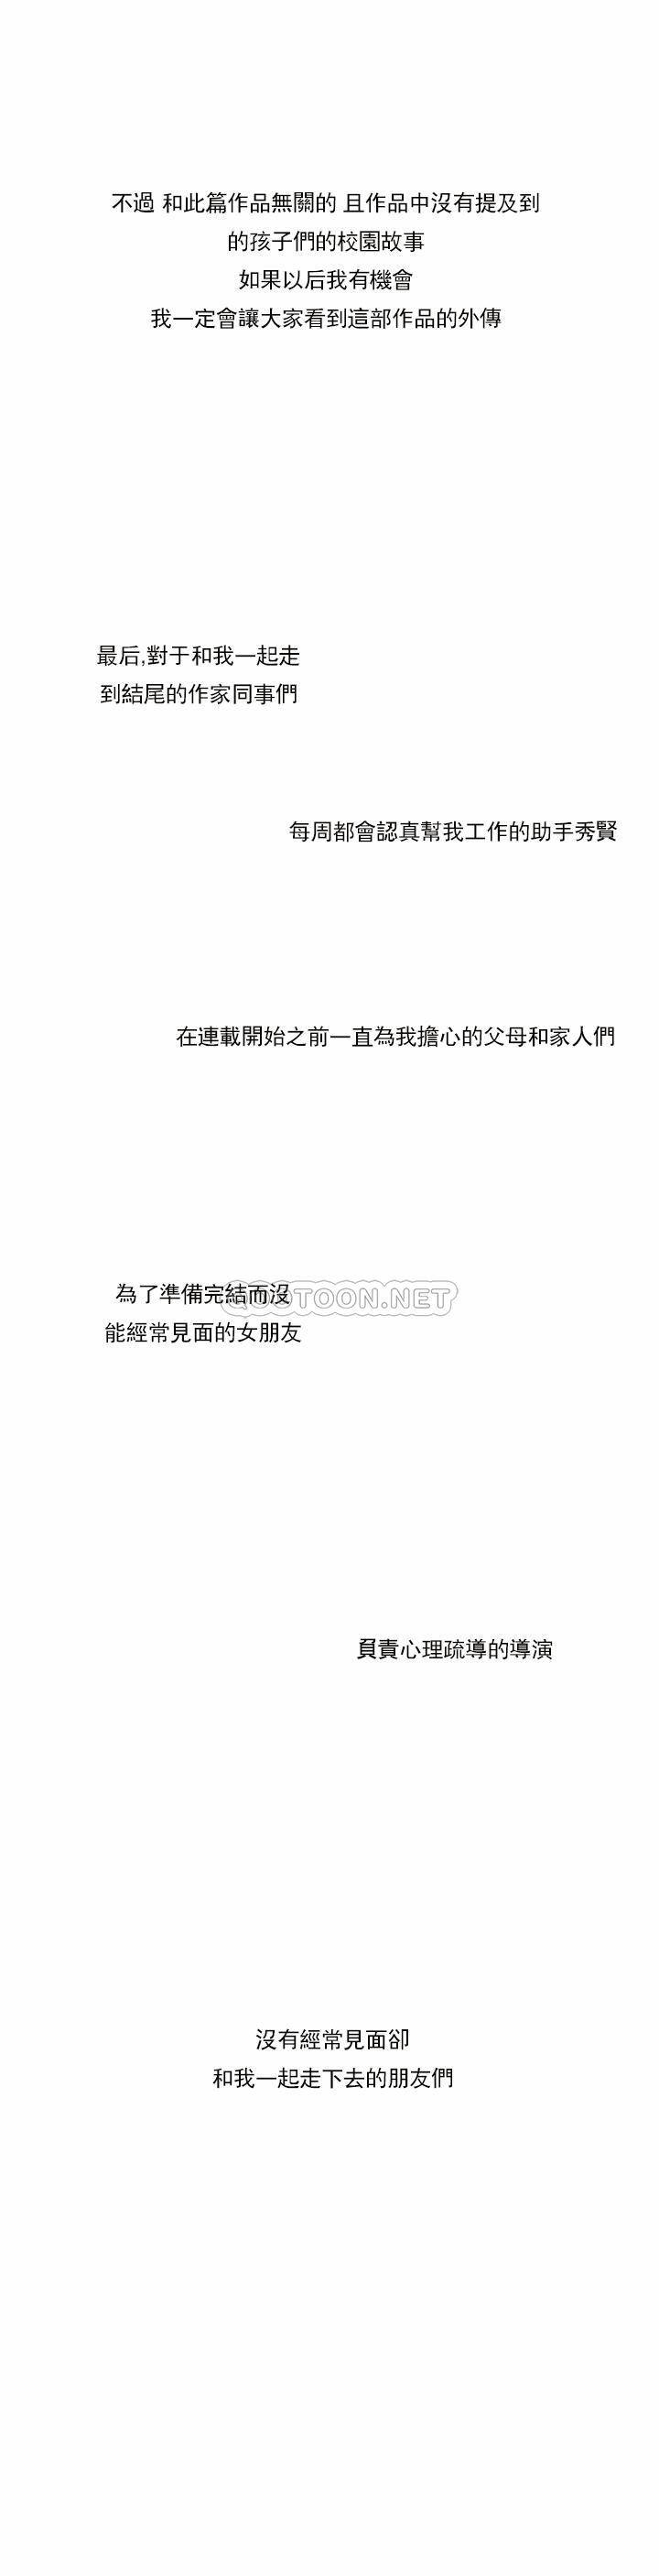 不過 和此篇作品無關的 且作品中沒有提及到
的孩子們的校園故事
如果以后我有機會
我一定會讓大家看到這部作品的外傳
最后,對于和我一起走
到結尾的作家同事們
每周都會認真幫我工作的助手秀賢
在連載開始之前一直為我擔心的父母和家人們
為了準備完結而沒
GOSTOON.NET
能經常見面的女朋友
負責心理疏導的導演
沒有經常見面卻
和我一起走下去的朋友們